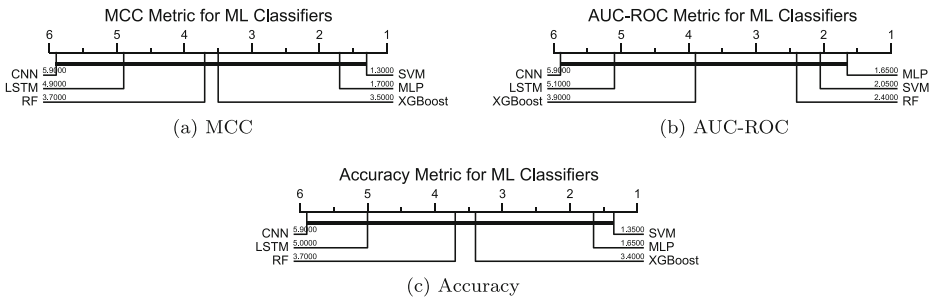 MCC Metric for ML Classifiers
6 5 4 3 2 1
CNN 5.9000 1.3000 SVM
LSTM 4.9000 1.7000 MLP
RF 3.7000 3.5000 XGBoost
(a) MCC
AUC-ROC Metric for ML Classifiers
6 5 4 3 2 1
CNN 5.9000 1.6500 MLP
LSTM 5.1000 2.0500 SVM
XGBoost 3.9000 2.4000 RF
(b) AUC-ROC
Accuracy Metric for ML Classifiers
6 5 4 3 2 1
CNN 5.9000 1.3500 SVM
LSTM 5.0000 1.6500 MLP
RF 3.7000 3.4000 XGBoost
(c) Accuracy